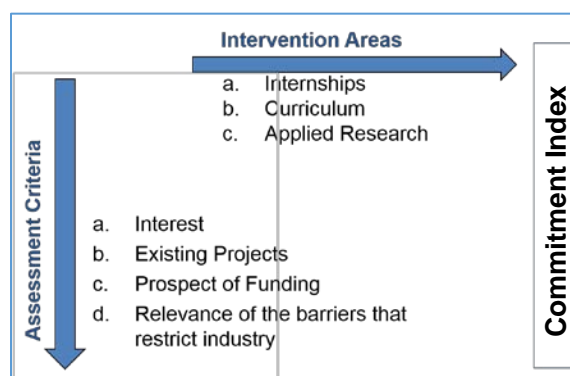 Intervention Areas
a. Internships
b. Curriculum
c. Applied Research
Assessment Criteria
a. Interest
b. Existing Projects
c. Prospect of Funding
d. Relevance of the barriers that
restrict industry
Commitment Index